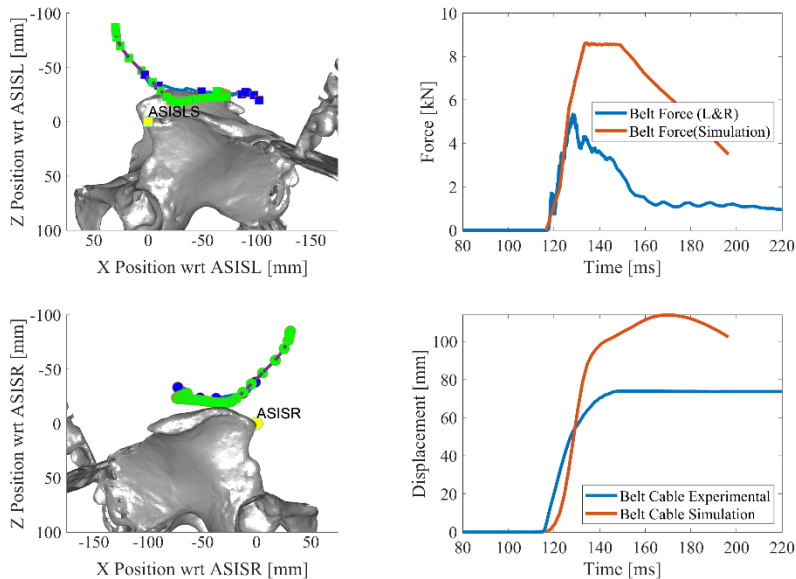 -100
-50
0
50
100
Z Position wrt ASISL [mm]
ASISLS
50 0 -50 -100 -150
X Position wrt ASISL [mm]
10
8
6
4
2
0
Force [kN]
Belt Force (L&R)
Belt Force(Simulation)
80 100 120 140 160 180 200 220
Time [ms]
-100
-50
0
50
100
Z Position wrt ASISR [mm]
ASISR
-150 -100 -50 0 50
X Position wrt ASISR [mm]
100
80
60
40
20
0
Displacement [mm]
Belt Cable Experimental
Belt Cable Simulation
80 100 120 140 160 180 200 220
Time [ms]